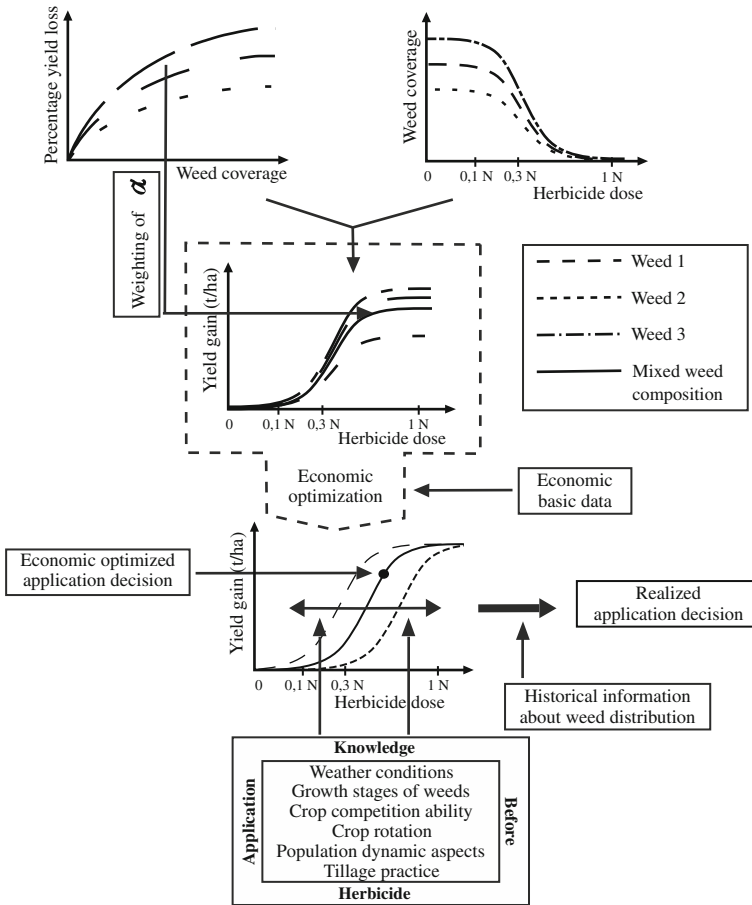 Percentage yield loss
Weed coverage
Weed coverage
0
0,1 N
0,3 N
1 N
Herbicide dose
Weighting of α
Yield gain (t/ha)
0
0,1 N
0,3 N
1 N
Herbicide dose
Weed 1
Weed 2
Weed 3
Mixed weed
composition
Economic
optimization
Economic
basic data
Economic optimized
application decision
Yield gain (t/ha)
0
0,1 N
0,3 N
1 N
Herbicide dose
Realized
application decision
Historical information
about weed distribution
Knowledge
Application
Weather conditions
Growth stages of weeds
Crop competition ability
Crop rotation
Population dynamic aspects
Tillage practice
Before
Herbicide